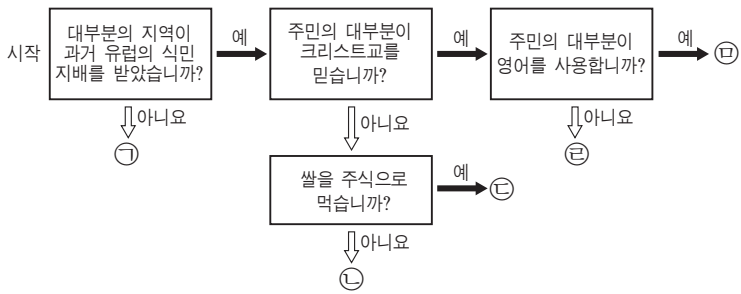 시작
대부분의 지역이
과거 유럽의 식민
지배를 받았습니까?
예
주민의 대부분이
크리스트교를
믿습니까?
예
주민의 대부분이
영어를 사용합니까?
예
㉤
아니요
㉠
아니요
아니요
㉣
쌀을 주식으로
먹습니까?
예
㉢
아니요
㉡